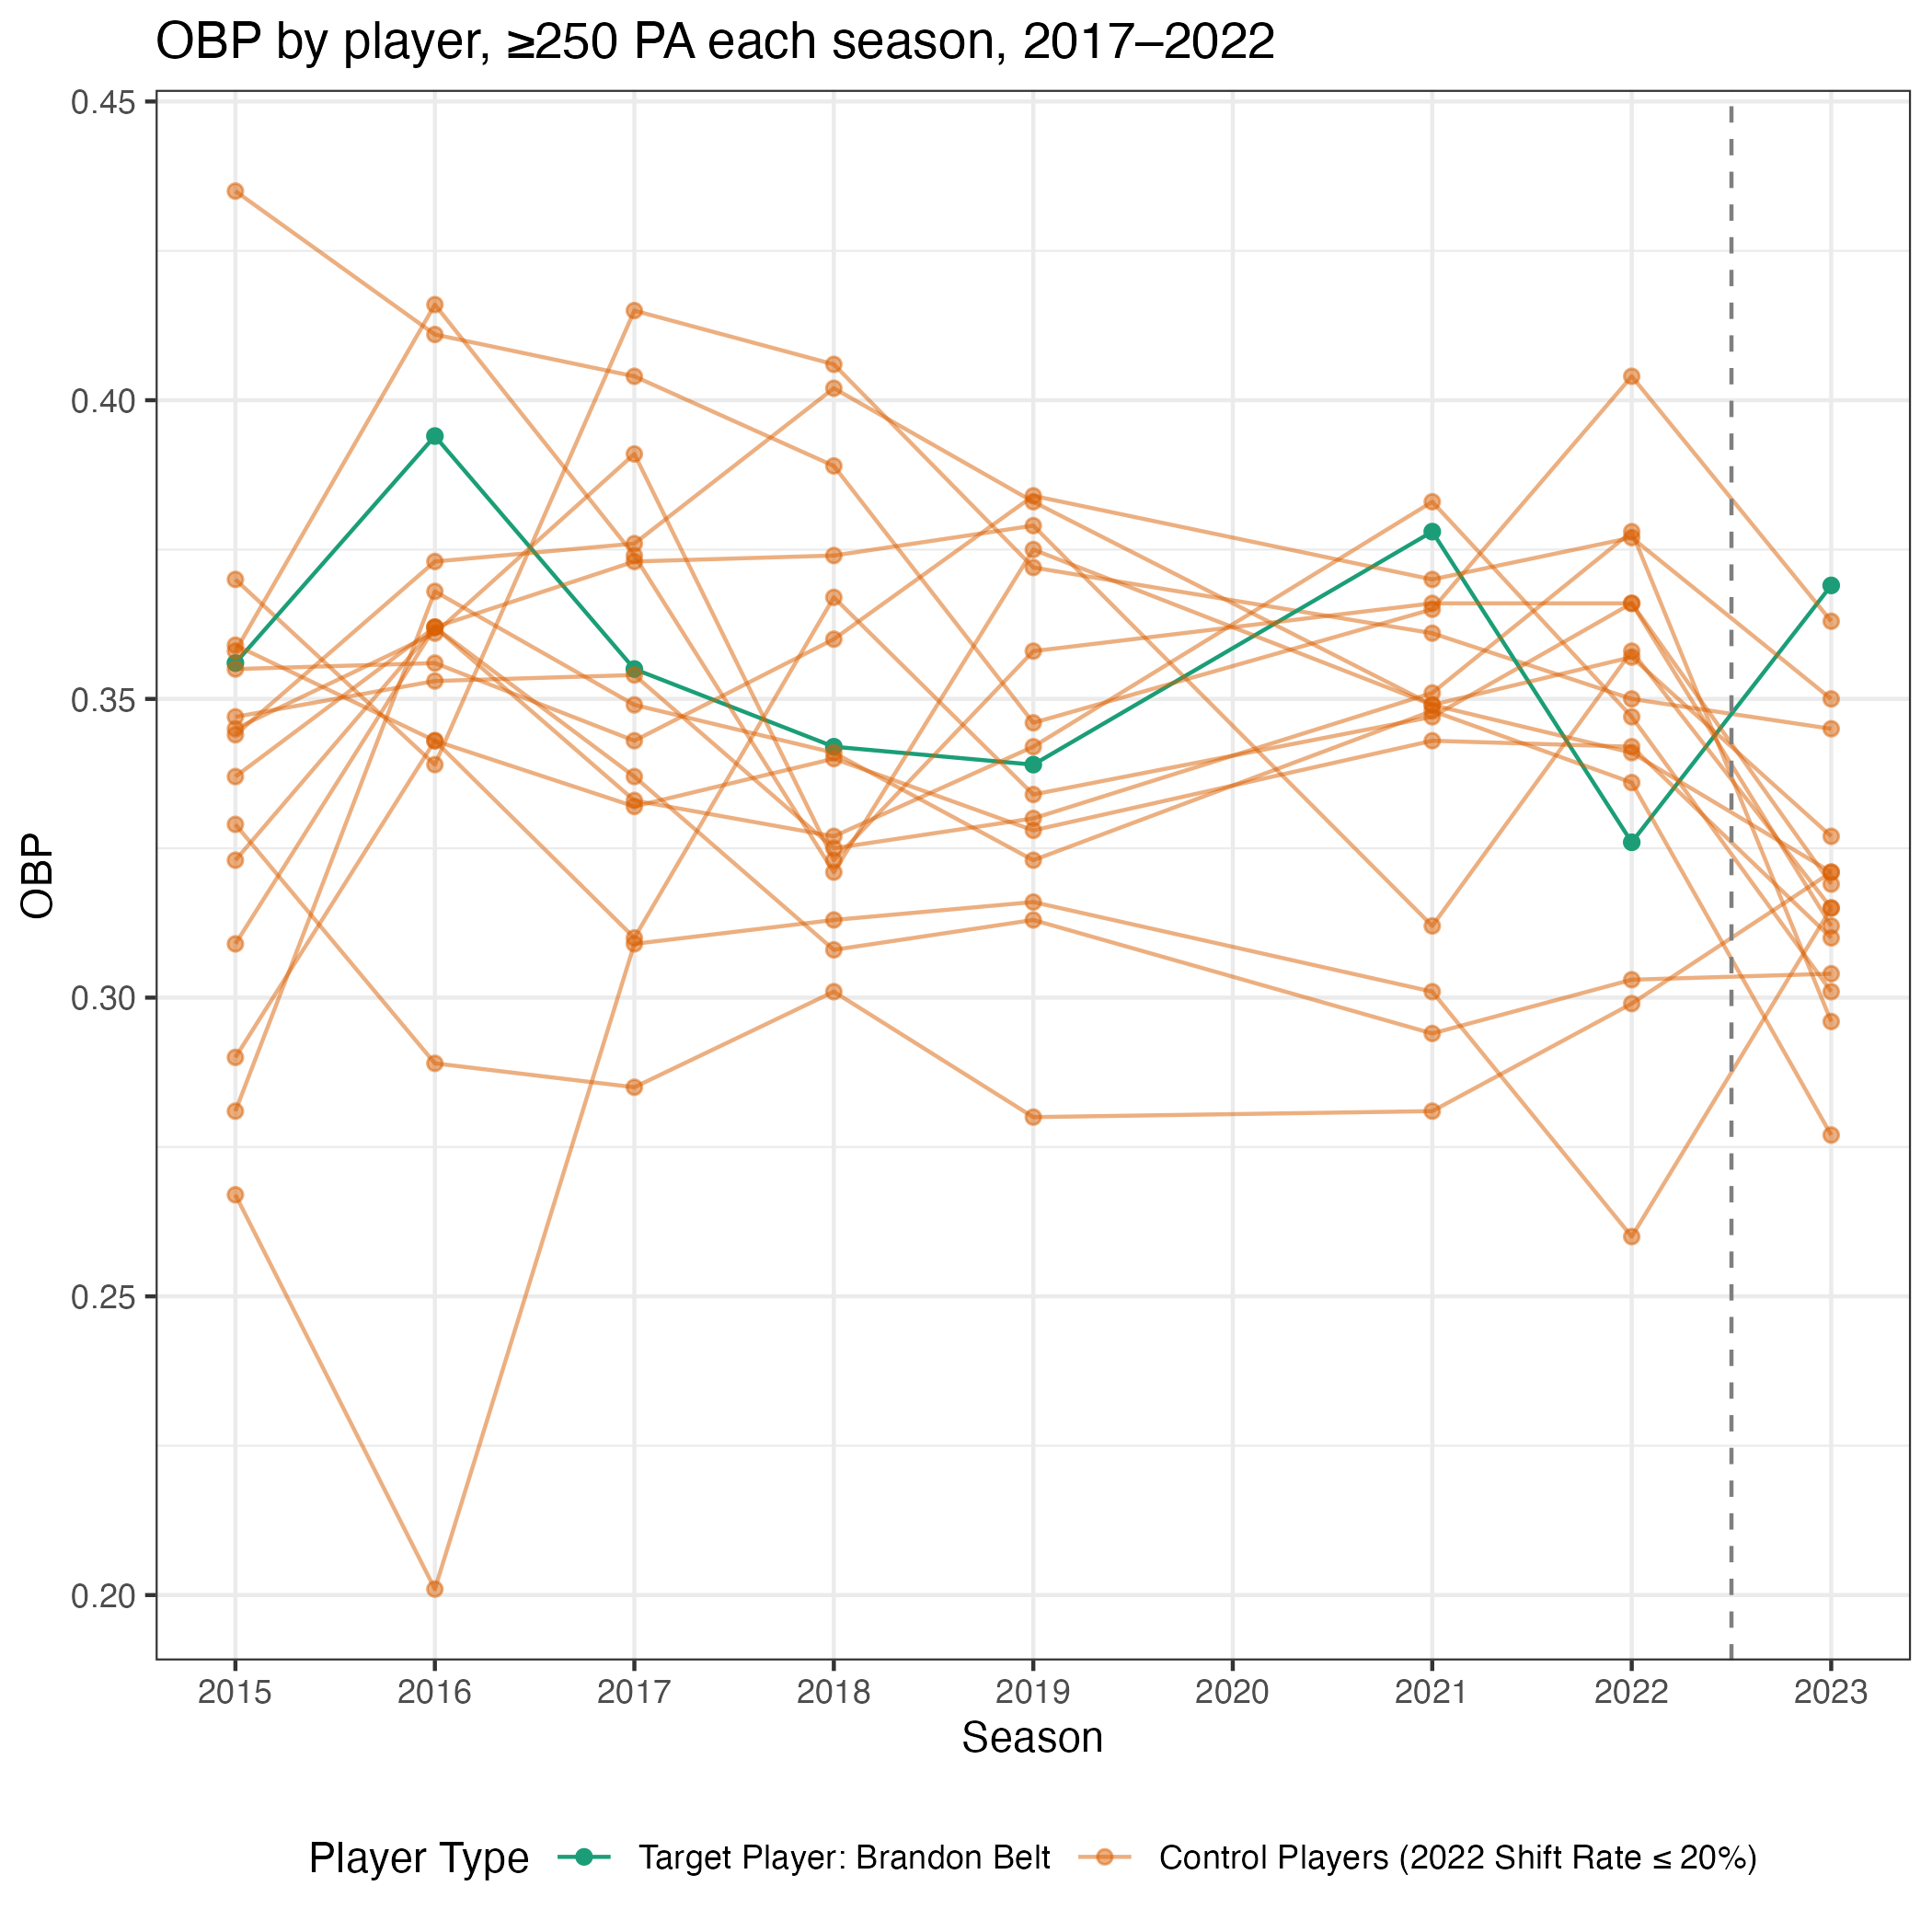 OBP by player, ≥250 PA each season, 2017–2022
0.45
0.40
0.35
0.30
0.25
0.20
OBP
2015 2016 2017 2018 2019 2020 2021 2022 2023
Season
Player Type Target Player: Brandon Belt Control Players (2022 Shift Rate ≤ 20%)